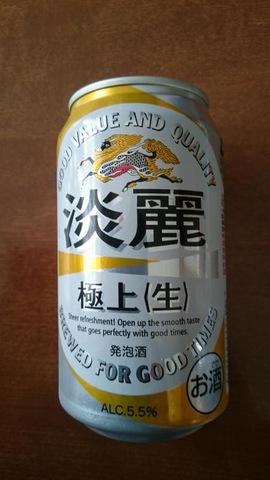 GOOD VALUE AND QUALITY
淡麗
極上〈生〉
Sheer refreshment! Open up the smooth taste
that goes perfectly with good times.
発泡酒
BREWED FOR GOOD TIMES
お酒
ALC.5.5%